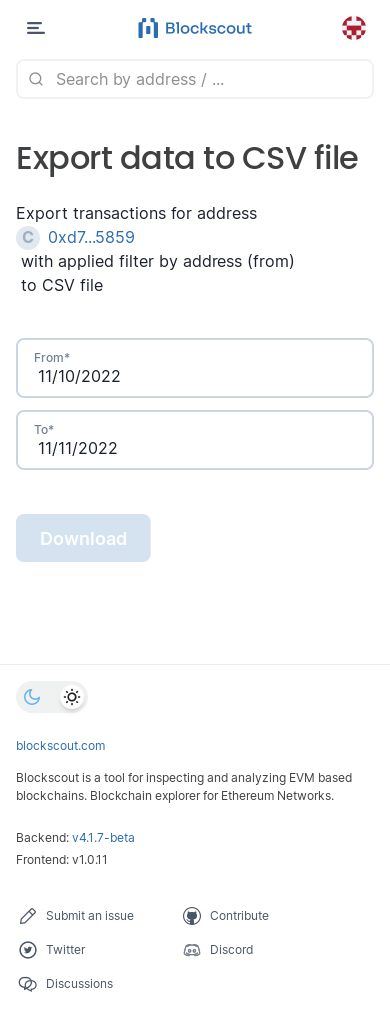 Blockscout
Search by address / ...
Export data to CSV file
Export transactions for address
C 0xd7...5859
with applied filter by address (from)
to CSV file
From*
11/10/2022
To*
11/11/2022
Download
blockscout.com
Blockscout is a tool for inspecting and analyzing EVM based
blockchains. Blockchain explorer for Ethereum Networks.
Backend: v4.1.7-beta
Frontend: v1.0.11
Submit an issue
Contribute
Twitter
Discord
Discussions